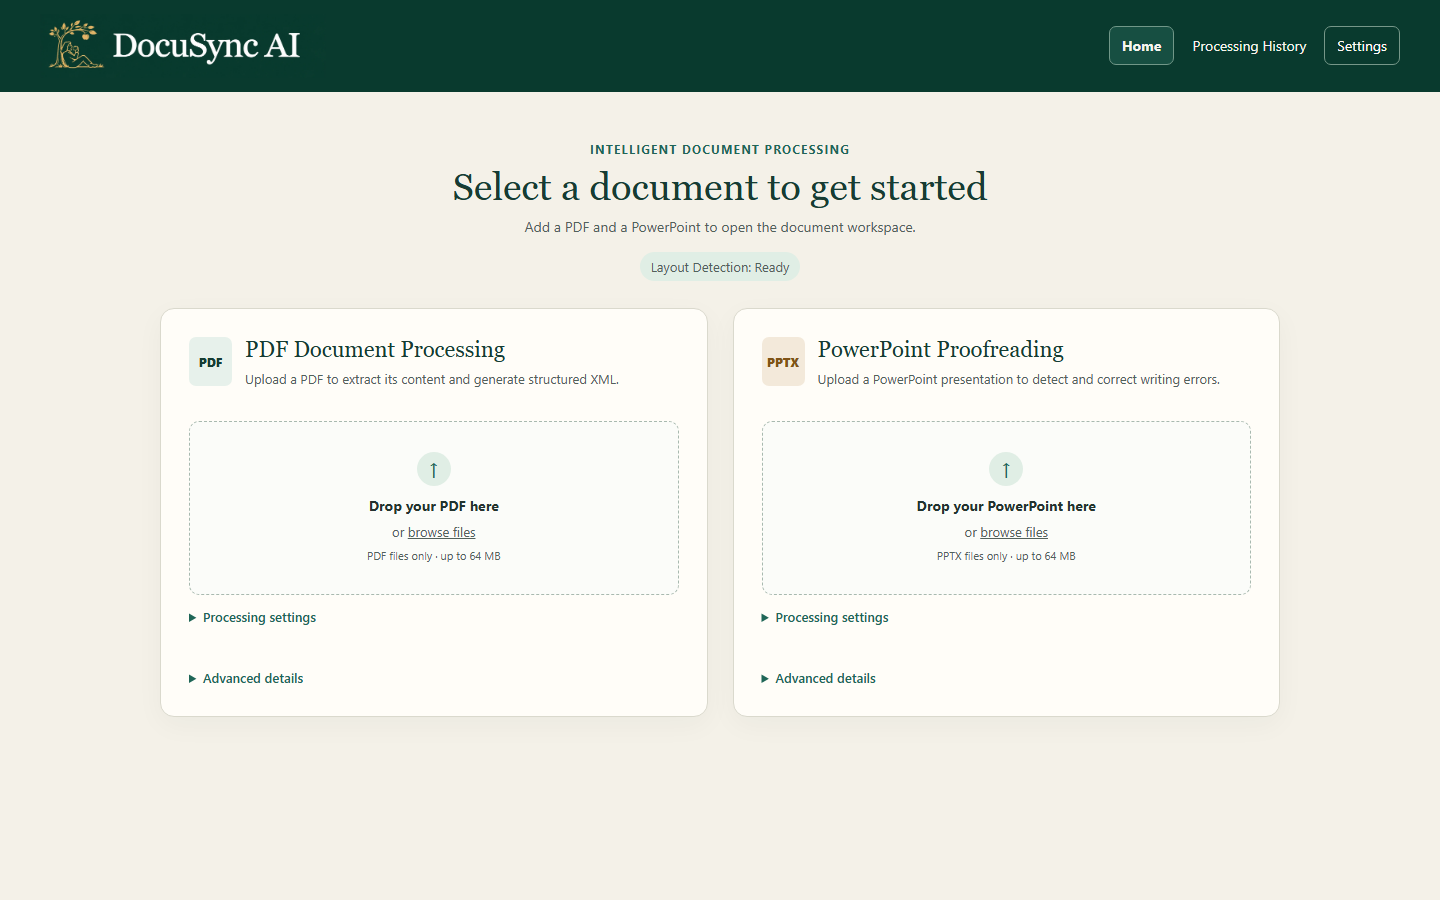 DocuSync AI
Home
Processing History
Settings
INTELLIGENT DOCUMENT PROCESSING
Select a document to get started
Add a PDF and a PowerPoint to open the document workspace.
Layout Detection: Ready
PDF
PDF Document Processing
Upload a PDF to extract its content and generate structured XML.
↑
Drop your PDF here
or browse files
PDF files only · up to 64 MB
▶ Processing settings
▶ Advanced details
PPTX
PowerPoint Proofreading
Upload a PowerPoint presentation to detect and correct writing errors.
↑
Drop your PowerPoint here
or browse files
PPTX files only · up to 64 MB
▶ Processing settings
▶ Advanced details